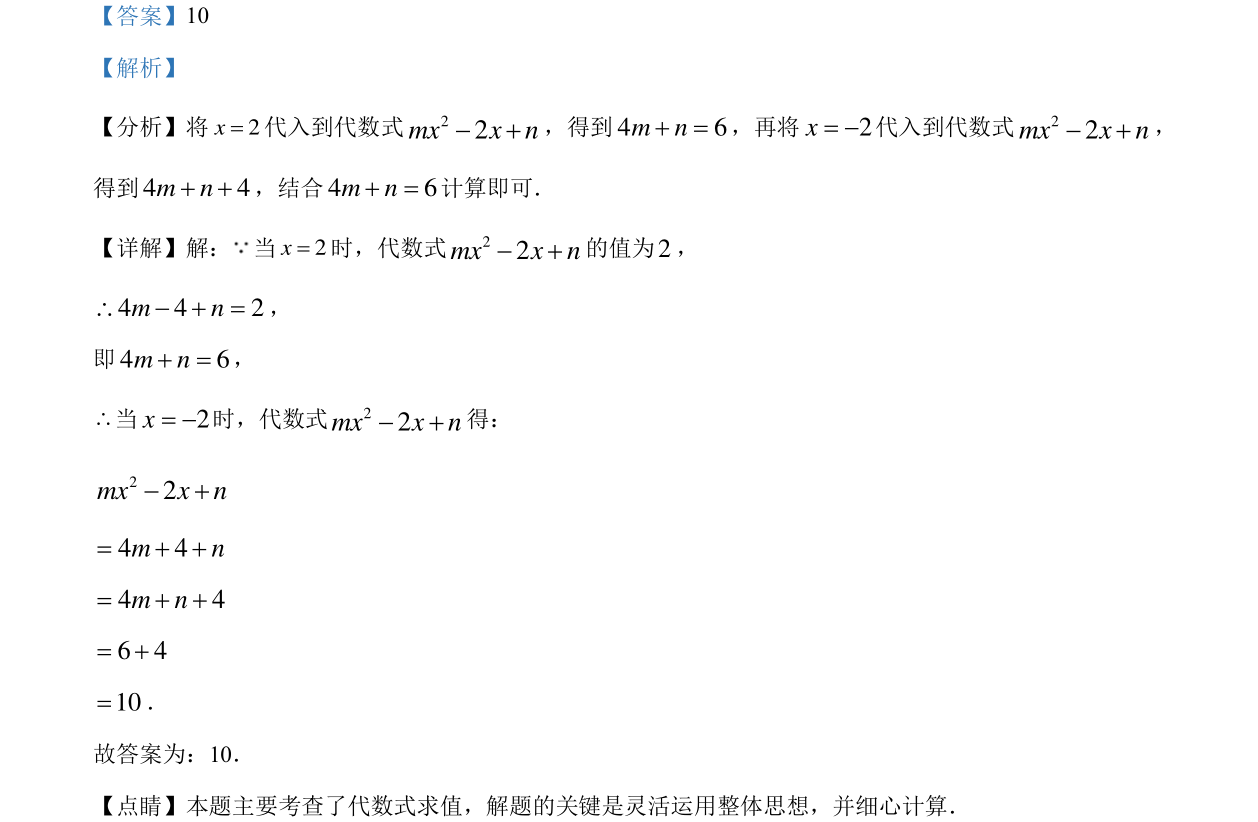 【答案】10
【解析】
【分析】将 x = 2 代入到代数式 mx² − 2x + n ，得到 4m + n = 6，再将 x = −2 代入到代数式 mx² − 2x + n ，
得到 4m + n + 4 ，结合 4m + n = 6 计算即可．
【详解】解：∵ 当 x = 2 时，代数式 mx² − 2x + n 的值为 2 ，
∴ 4m − 4 + n = 2 ，
即 4m + n = 6 ，
∴ 当 x = −2 时，代数式 mx² − 2x + n 得：
mx² − 2x + n
= 4m + 4 + n
= 4m + n + 4
= 6 + 4
= 10 ．
故答案为：10．
【点睛】本题主要考查了代数式求值，解题的关键是灵活运用整体思想，并细心计算．